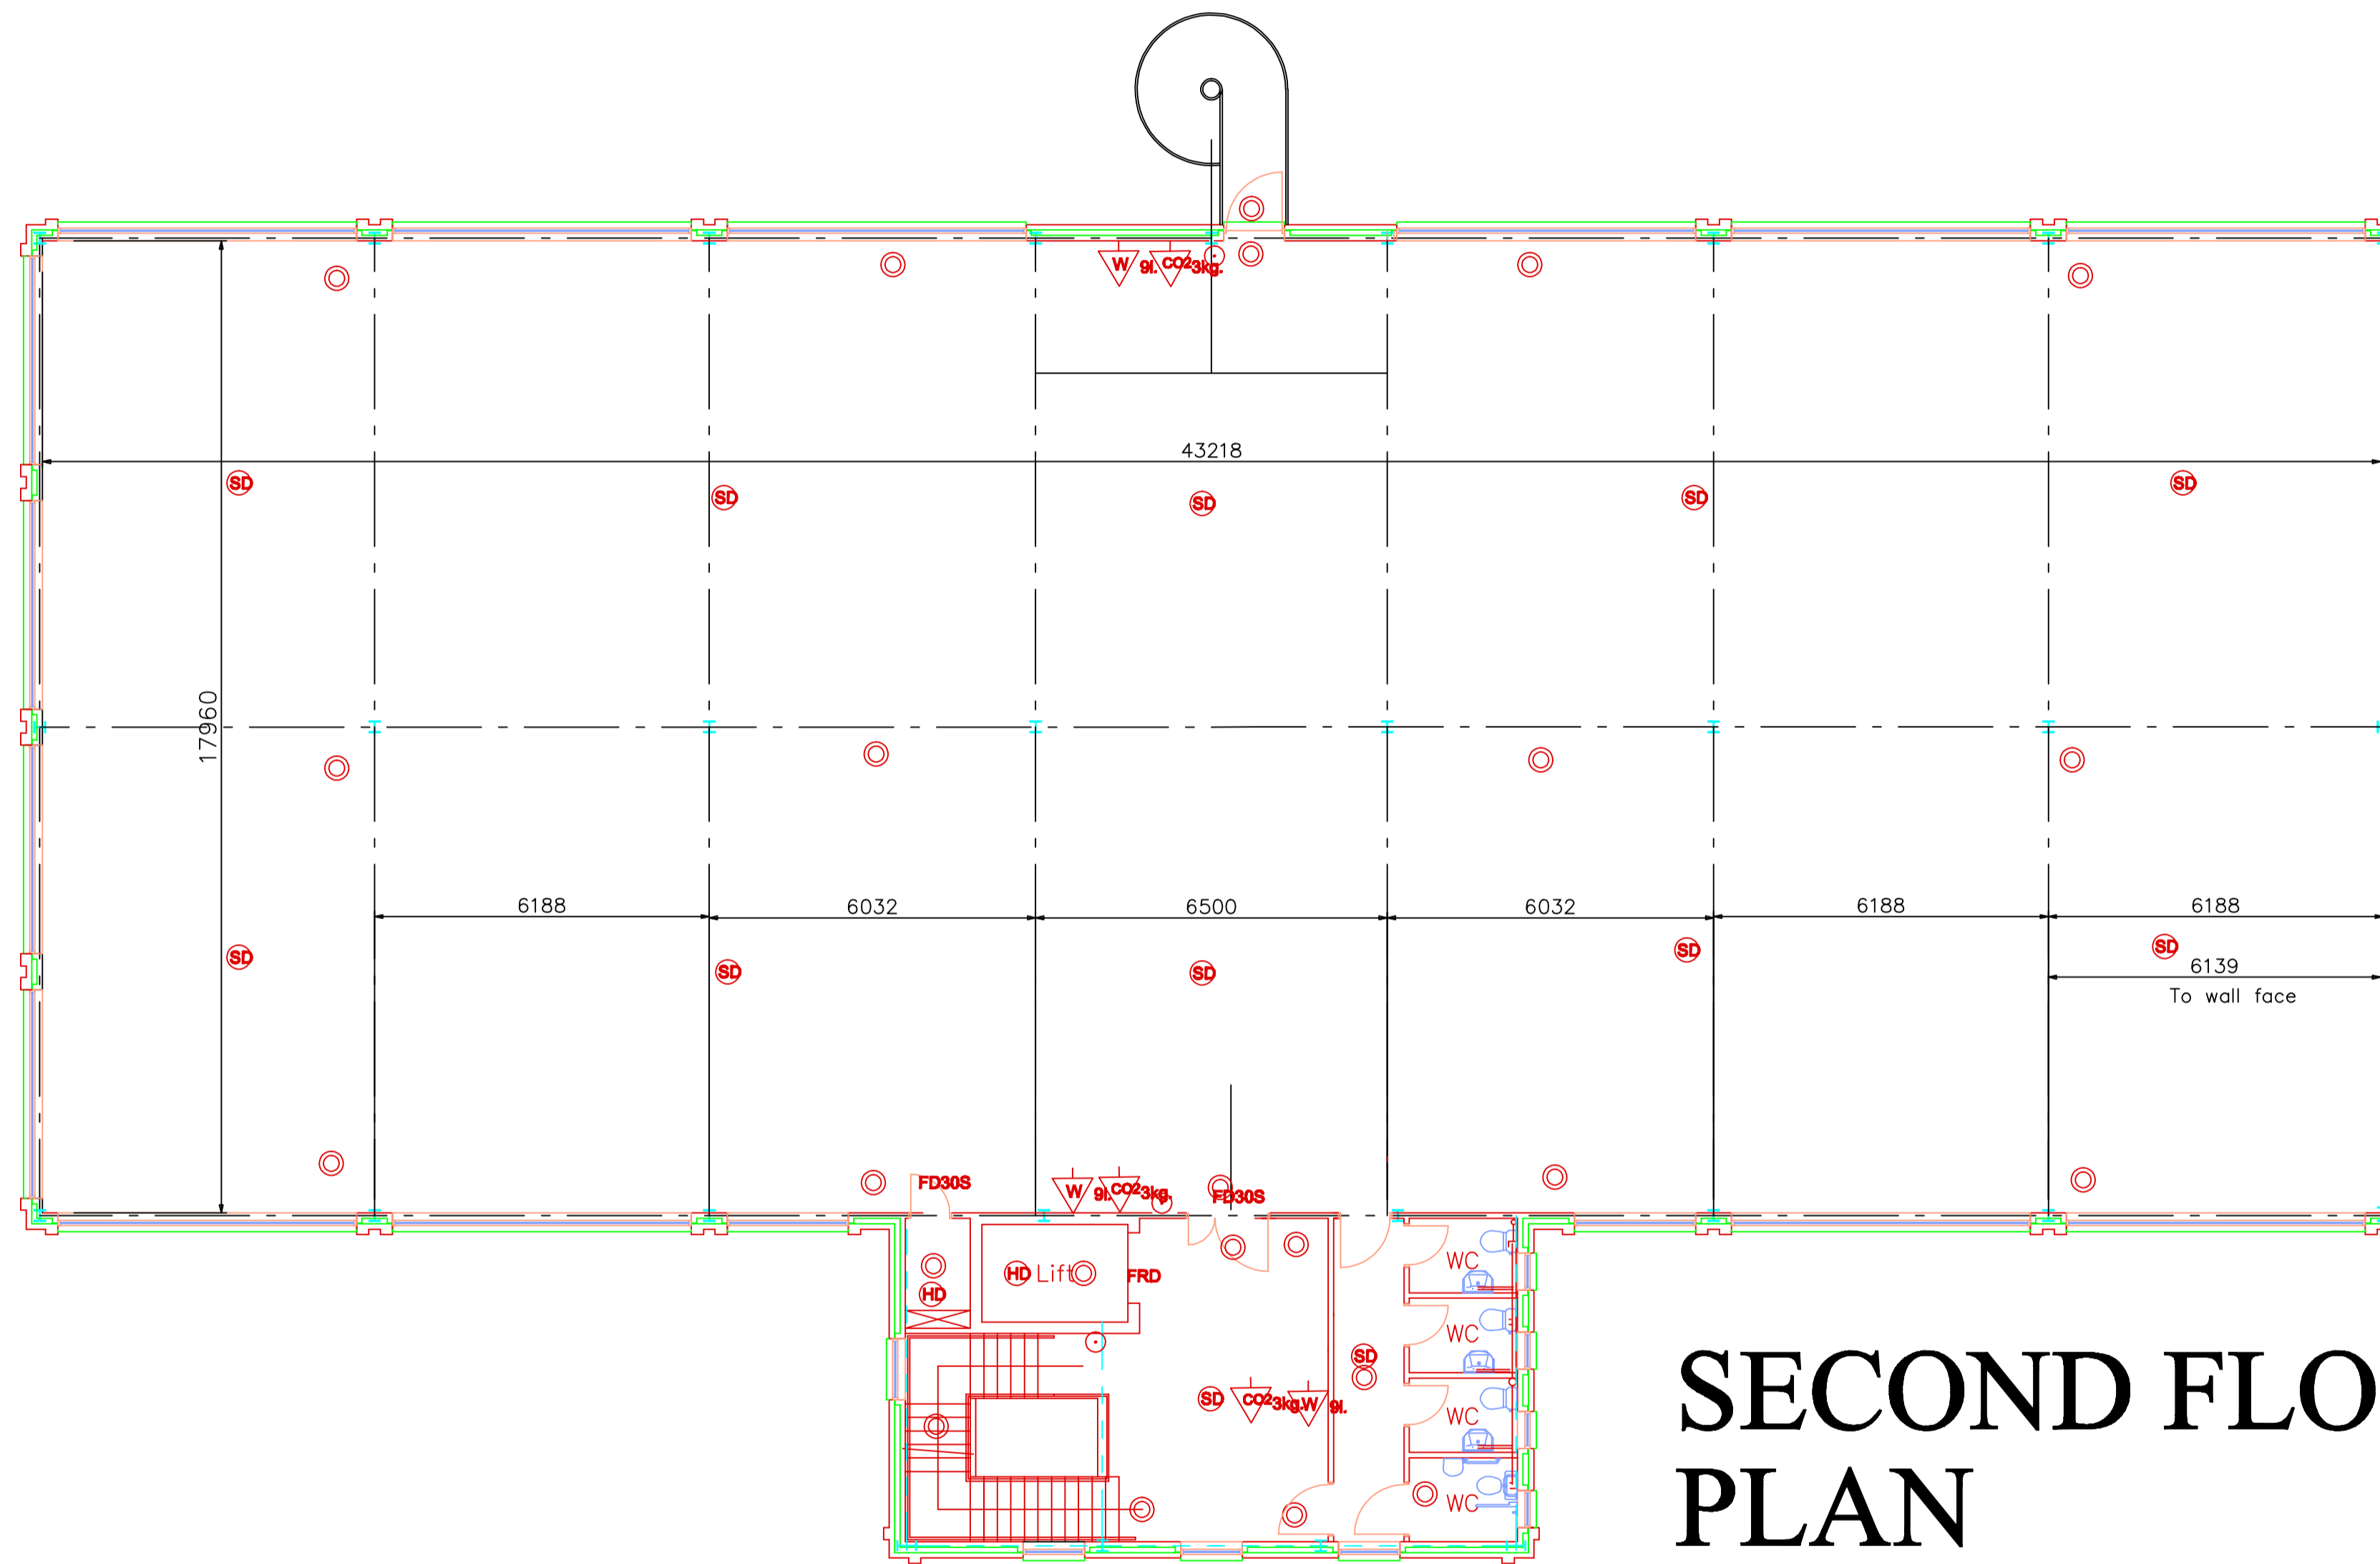 W 9l. CO2 3kg.
43218
SD SD SD SD SD
17960
6188 6032 6500 6032 6188 6188
SD SD SD SD SD
6139
To wall face
FD30S W 9l. CO2 3kg. FD30S
HD Lift FRD WC
HD
WC
SD
SD CO2 3kg. W 9l. WC
WC
SECOND FLO
PLAN